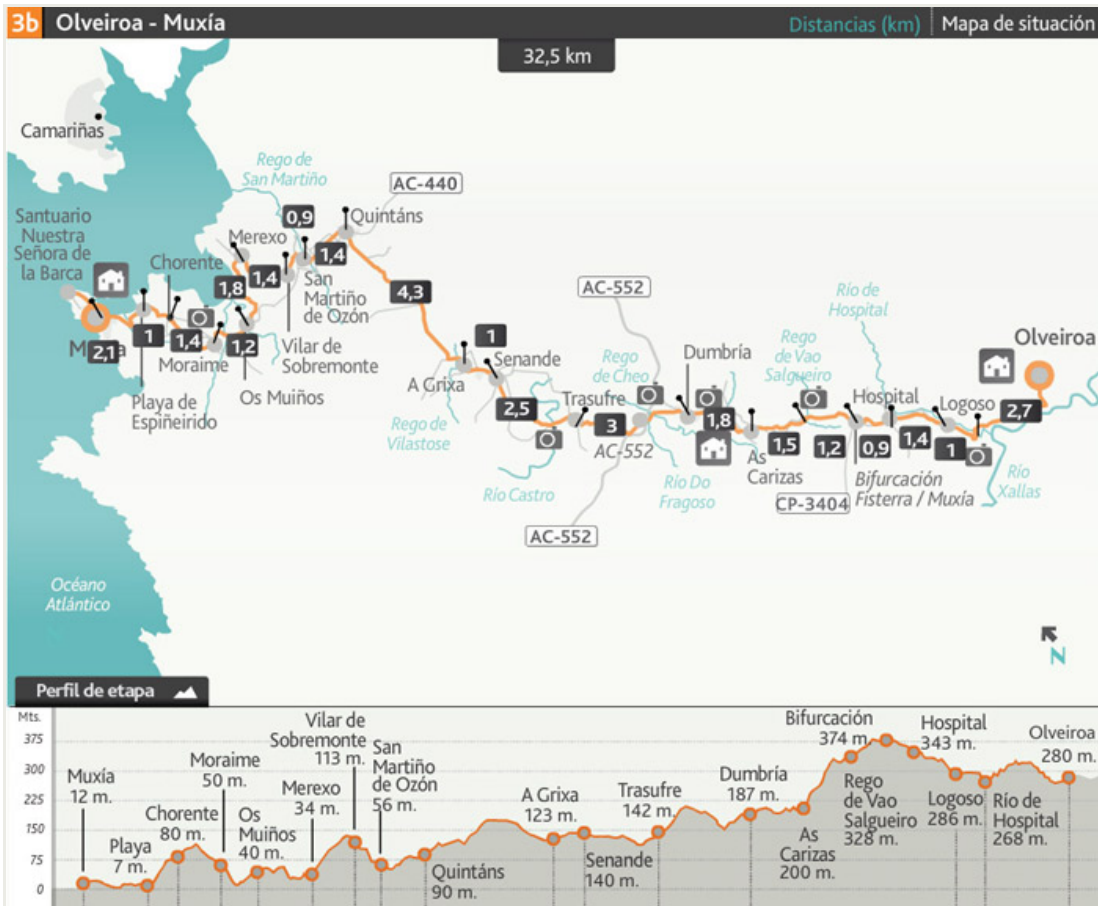 3b Olveiroa - Muxía
Distancias (km)
Mapa de situación
32,5 km
Camariñas
Rego de
San Martiño
AC-440
Santuario
Nuestra
Señora de
la Barca
0,9
Quintáns
Merexo
1,4
Chorente
1,4
San
Martiño
de Ozón
1,8
4,3
AC-552
Río de
Hospital
Olveiroa
1
1,4
1,2
2,1
Moraime
Vilar de
Sobremonte
Os Muiños
Playa de
Espiñeirido
1
Senande
A Grixa
Rego
de Cheo
Dumbría
Rego
de Vao
Salgueiro
Hospital
Logoso
2,7
Trasufre
2,5
3
1,8
Rego de
Vilastose
AC-552
As
Carizas
1,5
1,2
0,9
1,4
1
Bifurcación
Fisterra / Muxía
Río
Xallas
Río Castro
Río Do
Fragoso
CP-3404
AC-552
Océano
Atlántico
N
Perfil de etapa
Mts.
375
300
225
150
75
0
Muxía
12 m.
Playa
7 m.
Chorente
80 m.
Moraime
50 m.
Os
Muiños
40 m.
Merexo
34 m.
Vilar de
Sobremonte
113 m.
San
Martiño
de Ozón
56 m.
Quintáns
90 m.
A Grixa
123 m.
Senande
140 m.
Trasufre
142 m.
Dumbría
187 m.
As
Carizas
200 m.
Rego
de Vao
Salgueiro
328 m.
Bifurcación
374 m.
Hospital
343 m.
Logoso
286 m.
Río de
Hospital
268 m.
Olveiroa
280 m.